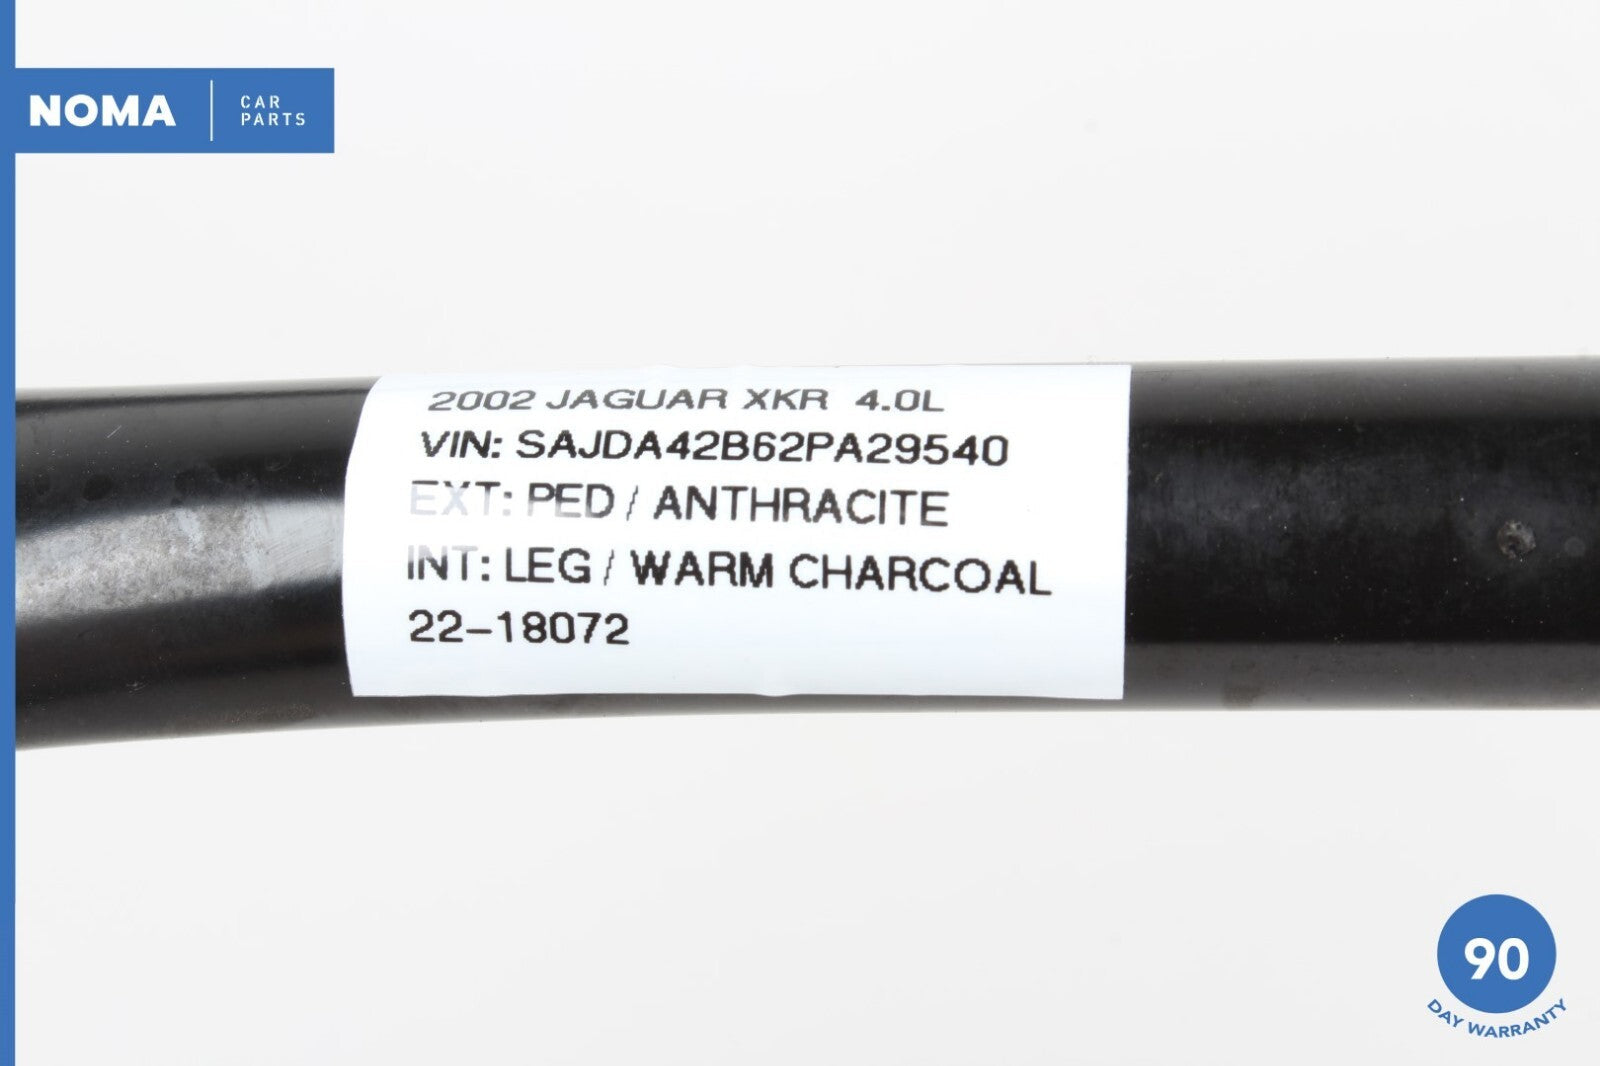 NOMA
CAR
PARTS
2002 JAGUAR XKR 4.0L
VIN: SAJDA42B62PA29540
EXT: PED / ANTHRACITE
INT: LEG / WARM CHARCOAL
22-18072
90
DAY WARRANTY